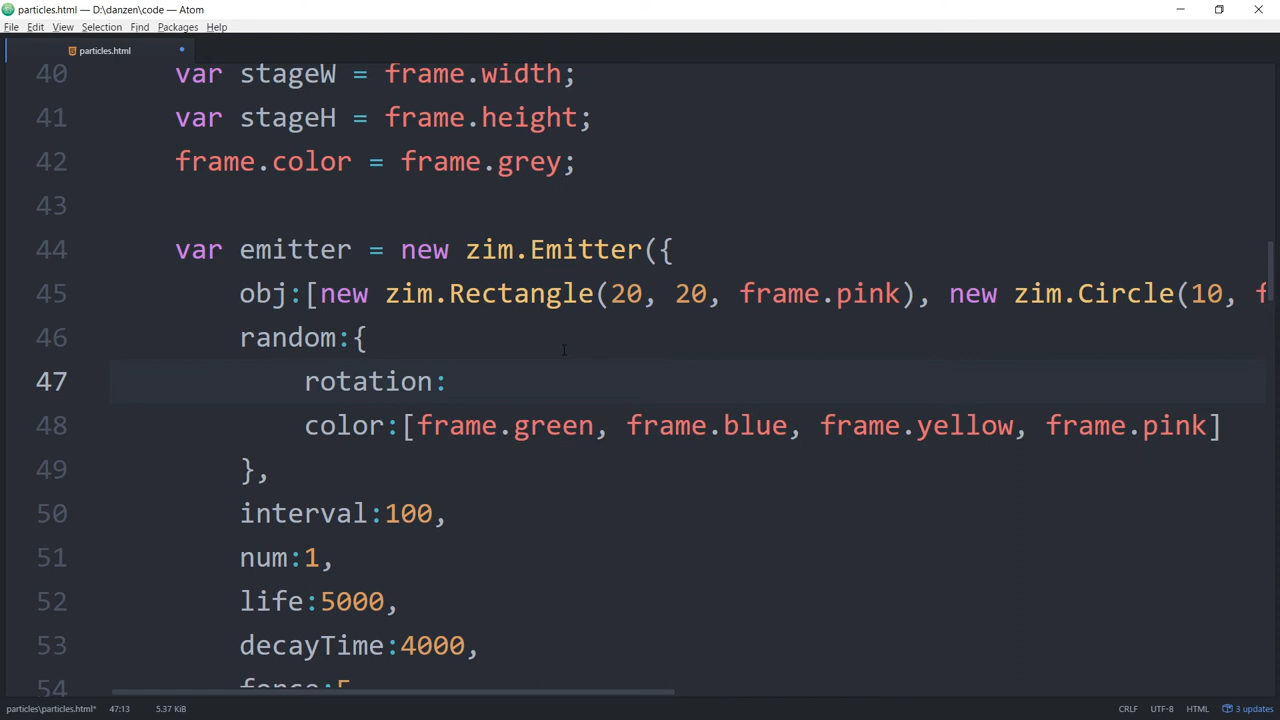 particles.html — D:\danzen\code — Atom
File Edit View Selection Find Packages Help
particles.html
40 var stageW = frame.width;
41 var stageH = frame.height;
42 frame.color = frame.grey;
43
44 var emitter = new zim.Emitter({
45 obj:[new zim.Rectangle(20, 20, frame.pink), new zim.Circle(10, f
46 random:{
47 rotation:
48 color:[frame.green, frame.blue, frame.yellow, frame.pink]
49 },
50 interval:100,
51 num:1,
52 life:5000,
53 decayTime:4000,
54 force:5
particles\particles.html* 47:13 5.37 KiB CRLF UTF-8 HTML 3 updates